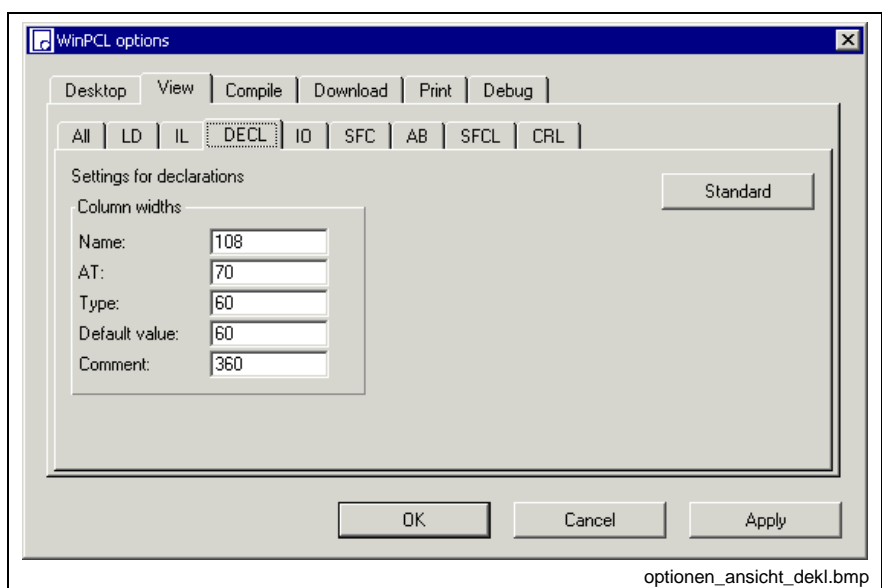 WinPCL options
Desktop View Compile Download Print Debug
All LD IL DECL IO SFC AB SFCL CRL
Settings for declarations
Standard
Column widths
Name: 108
AT: 70
Type: 60
Default value: 60
Comment: 360
OK Cancel Apply
optionen_ansicht_dekl.bmp